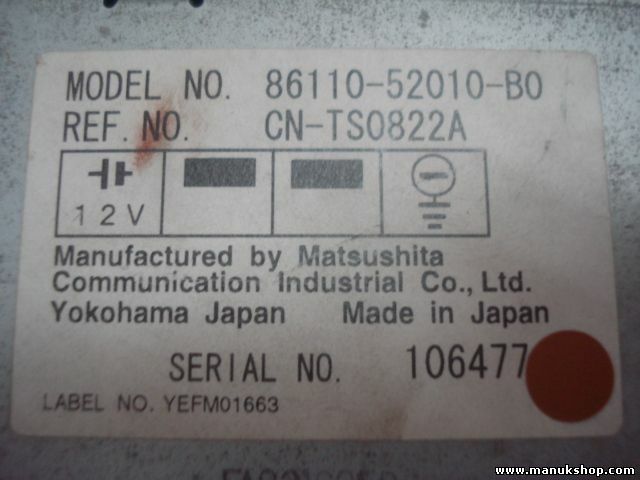 MODEL NO. 86110-52010-B0
REF. NO. CN-TS0822A
12V
Manufactured by Matsushita
Communication Industrial Co., Ltd.
Yokohama Japan Made in Japan
SERIAL NO. 106477
LABEL NO. YEFM01663
www.manukshop.com